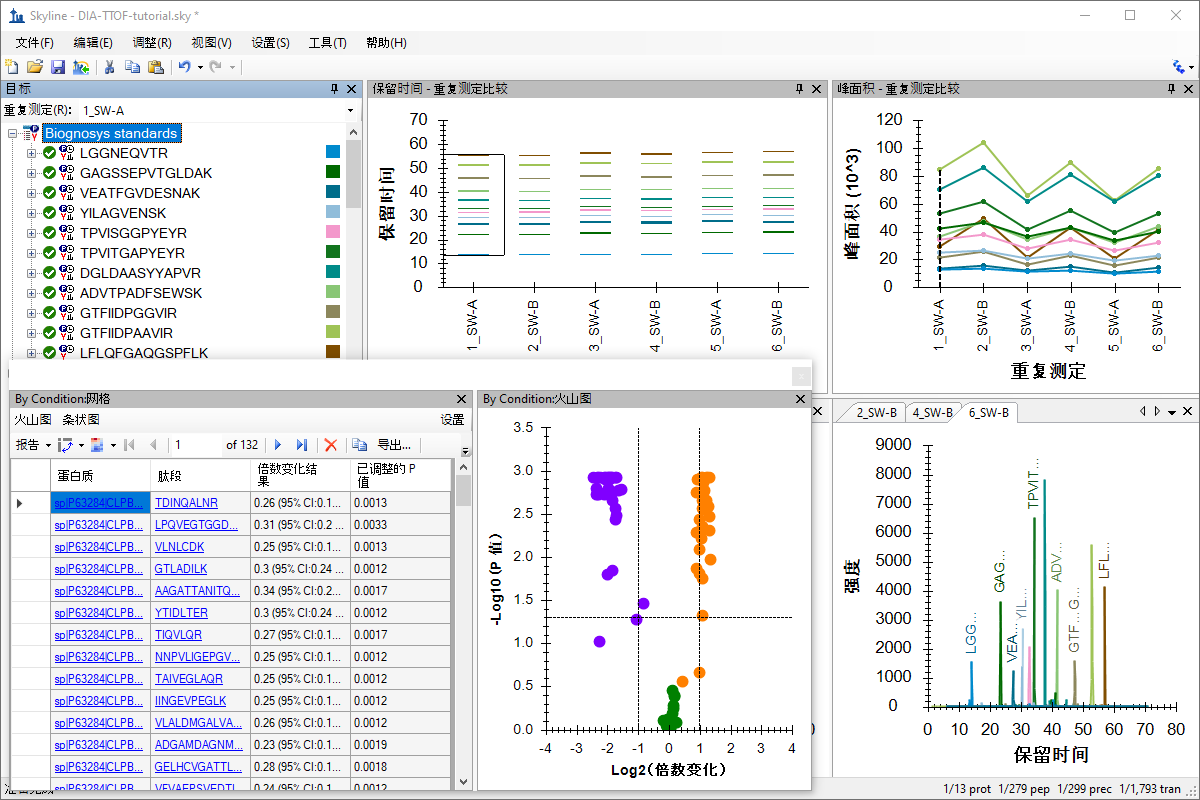 Skyline - DIA-TTOF-tutorial.sky *
文件(F) 编辑(E) 调整(R) 视图(V) 设置(S) 工具(T) 帮助(H)
目标
重复测定(R): 1_SW-A
Biognosys standards
LGGNEQVTR
GAGSSEPVTGLDAK
VEATFGVDESNAK
YILAGVENSK
TPVISGGPYEYR
TPVITGAPYEYR
DGLDAASYYAPVR
ADVTPADFSEWSK
GTFIIDPGGVIR
GTFIIDPAAVIR
LFLQFGAQGSPFLK
保留时间 - 重复测定比较
保留时间
70
60
50
40
30
20
10
0
1_SW-A
2_SW-B
3_SW-A
4_SW-B
5_SW-A
6_SW-B
峰面积 - 重复测定比较
峰面积 (10^3)
120
100
80
60
40
20
0
1_SW-A
2_SW-B
3_SW-A
4_SW-B
5_SW-A
6_SW-B
重复测定
By Condition:网格
火山图 条状图 设置
报告 1 of 132 导出...
蛋白质 肽段 倍数变化结果 已调整的 P 值
sp|P63284|CLPB... TDINQALNR 0.26 (95% CI:0.1... 0.0013
sp|P63284|CLPB... LPQVEGTGGD... 0.31 (95% CI:0.2 ... 0.0033
sp|P63284|CLPB... VLNLCDK 0.25 (95% CI:0.1... 0.0013
sp|P63284|CLPB... GTLADILK 0.3 (95% CI:0.24 ... 0.0012
sp|P63284|CLPB... AAGATTANITQ... 0.34 (95% CI:0.2... 0.0017
sp|P63284|CLPB... YTIDLTER 0.3 (95% CI:0.24 ... 0.0012
sp|P63284|CLPB... TIQVLQR 0.27 (95% CI:0.1... 0.0017
sp|P63284|CLPB... NNPVLIGEPGV... 0.25 (95% CI:0.1... 0.0012
sp|P63284|CLPB... TAIVEGLAQR 0.25 (95% CI:0.1... 0.0012
sp|P63284|CLPB... IINGEVPEGLK 0.25 (95% CI:0.1... 0.0012
sp|P63284|CLPB... VLALDMGALVA... 0.26 (95% CI:0.1... 0.0012
sp|P63284|CLPB... ADGAMDAGNM... 0.23 (95% CI:0.1... 0.0019
sp|P63284|CLPB... GELHCVGATTL... 0.28 (95% CI:0.1... 0.0018
sp|P63284|CLPB... VFVAEPSVEDTI... 0.24 (95% CI:0.1... 0.0012
By Condition:火山图
-Log10 (P 值)
3.5
3.0
2.5
2.0
1.5
1.0
0.5
0.0
-4 -3 -2 -1 0 1 2 3 4
Log2(倍数变化)
2_SW-B 4_SW-B 6_SW-B
强度
9000
8000
7000
6000
5000
4000
3000
2000
1000
0
LGG...
GAG...
VEA...
YIL...
TPVIT...
ADV...
GTF...
G...
LFL...
0 10 20 30 40 50 60 70 80
保留时间
1/13 prot 1/279 pep 1/299 prec 1/1,793 tran